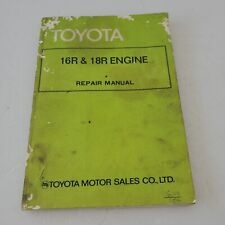 TOYOTA
16R & 18R ENGINE
REPAIR MANUAL
TOYOTA MOTOR SALES CO., LTD.